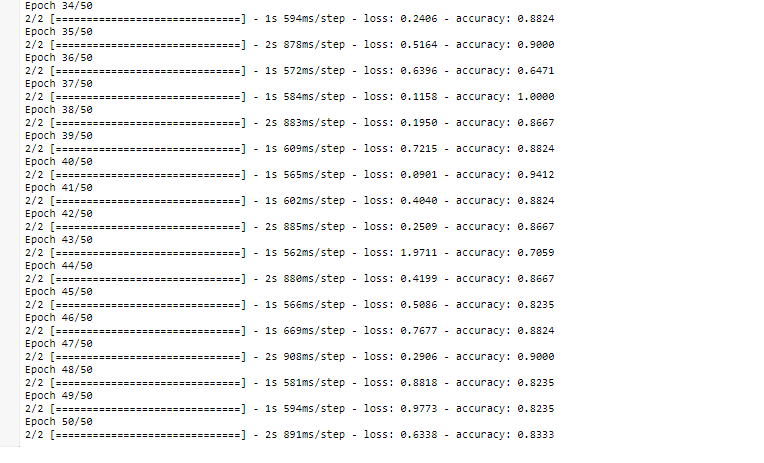 Epoch 34/50
2/2 [==============================] - 1s 594ms/step - loss: 0.2406 - accuracy: 0.8824
Epoch 35/50
2/2 [==============================] - 2s 878ms/step - loss: 0.5164 - accuracy: 0.9000
Epoch 36/50
2/2 [==============================] - 1s 572ms/step - loss: 0.6396 - accuracy: 0.6471
Epoch 37/50
2/2 [==============================] - 1s 584ms/step - loss: 0.1158 - accuracy: 1.0000
Epoch 38/50
2/2 [==============================] - 2s 883ms/step - loss: 0.1950 - accuracy: 0.8667
Epoch 39/50
2/2 [==============================] - 1s 609ms/step - loss: 0.7215 - accuracy: 0.8824
Epoch 40/50
2/2 [==============================] - 1s 565ms/step - loss: 0.0901 - accuracy: 0.9412
Epoch 41/50
2/2 [==============================] - 1s 602ms/step - loss: 0.4040 - accuracy: 0.8824
Epoch 42/50
2/2 [==============================] - 2s 885ms/step - loss: 0.2509 - accuracy: 0.8667
Epoch 43/50
2/2 [==============================] - 1s 562ms/step - loss: 1.9711 - accuracy: 0.7059
Epoch 44/50
2/2 [==============================] - 2s 880ms/step - loss: 0.4199 - accuracy: 0.8667
Epoch 45/50
2/2 [==============================] - 1s 566ms/step - loss: 0.5086 - accuracy: 0.8235
Epoch 46/50
2/2 [==============================] - 1s 669ms/step - loss: 0.7677 - accuracy: 0.8824
Epoch 47/50
2/2 [==============================] - 2s 908ms/step - loss: 0.2906 - accuracy: 0.9000
Epoch 48/50
2/2 [==============================] - 1s 581ms/step - loss: 0.8818 - accuracy: 0.8235
Epoch 49/50
2/2 [==============================] - 1s 594ms/step - loss: 0.9773 - accuracy: 0.8235
Epoch 50/50
2/2 [==============================] - 2s 891ms/step - loss: 0.6338 - accuracy: 0.8333